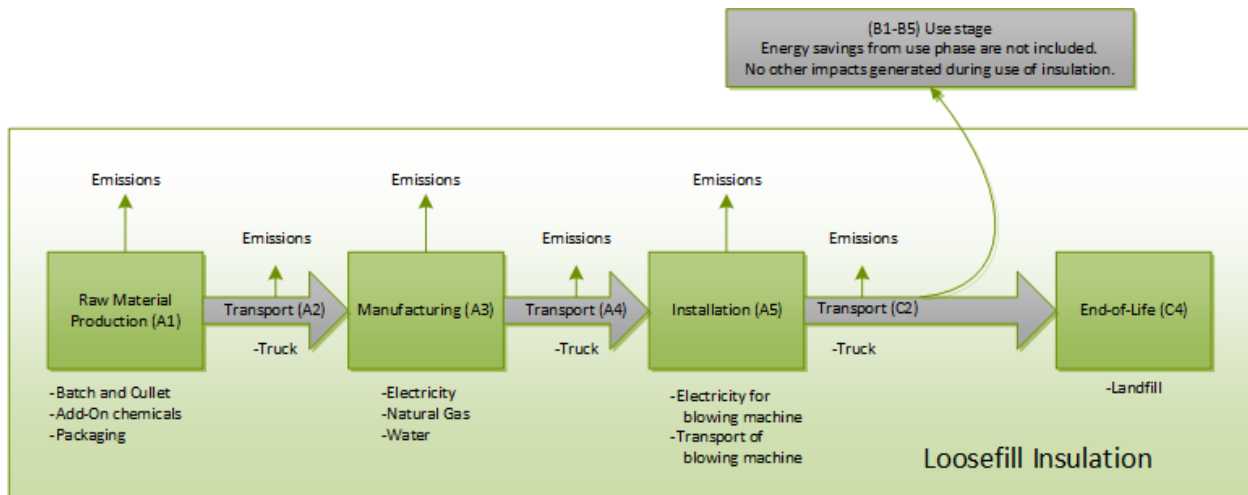 (B1-B5) Use stage
Energy savings from use phase are not included.
No other impacts generated during use of insulation.
Emissions
Emissions
Emissions
Emissions
Emissions
Emissions
Raw Material
Production (A1)
Transport (A2)
Manufacturing (A3)
Transport (A4)
Installation (A5)
Transport (C2)
End-of-Life (C4)
-Truck
-Truck
-Truck
-Batch and Cullet
-Add-On chemicals
-Packaging
-Electricity
-Natural Gas
-Water
-Electricity for
blowing machine
-Transport of
blowing machine
-Landfill
Loosefill Insulation